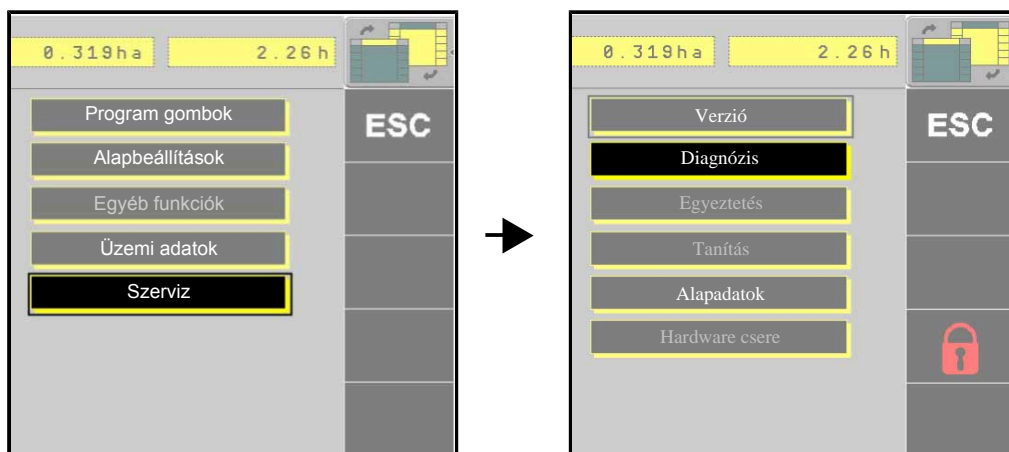 0.319ha 2.26h
Program gombok
ESC
Alapbeállítások
Egyéb funkciók
Üzemi adatok
Szerviz
0.319ha 2.26h
Verzió
ESC
Diagnózis
Egyeztetés
Tanítás
Alapadatok
Hardware csere